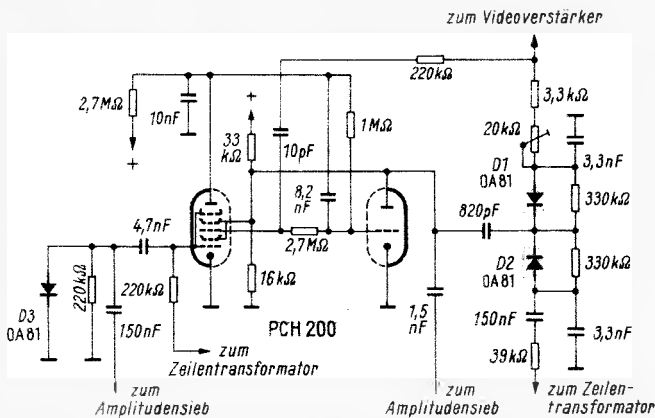 zum Videoverstärker
220kΩ
2,7MΩ
+
10nF
+
33
kΩ
10pF
1MΩ
3,3kΩ
20kΩ
3,3nF
D1
OA81
8,2
nF
4,7nF
820pF
330kΩ
2,7MΩ
D2
OA81
330kΩ
D3
OA81
220kΩ
150nF
220kΩ
16kΩ
PCH 200
1,5
nF
150nF
3,3nF
39kΩ
zum
Zeilentransformator
zum
Amplitudensieb
zum
Amplitudensieb
zum Zeilen-
transformator